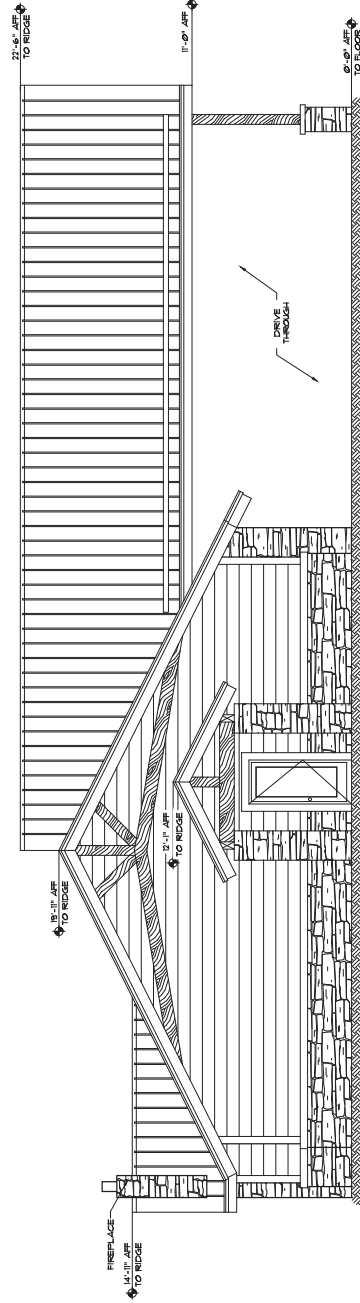 22'-6" AFF
TO RIDGE
11'-0" AFF
0'-0" AFF
TO FLOOR
DRIVE
THROUGH
19'-11" AFF
TO RIDGE
12'-1" AFF
TO RIDGE
FIREPLACE
14'-11" AFF
TO RIDGE